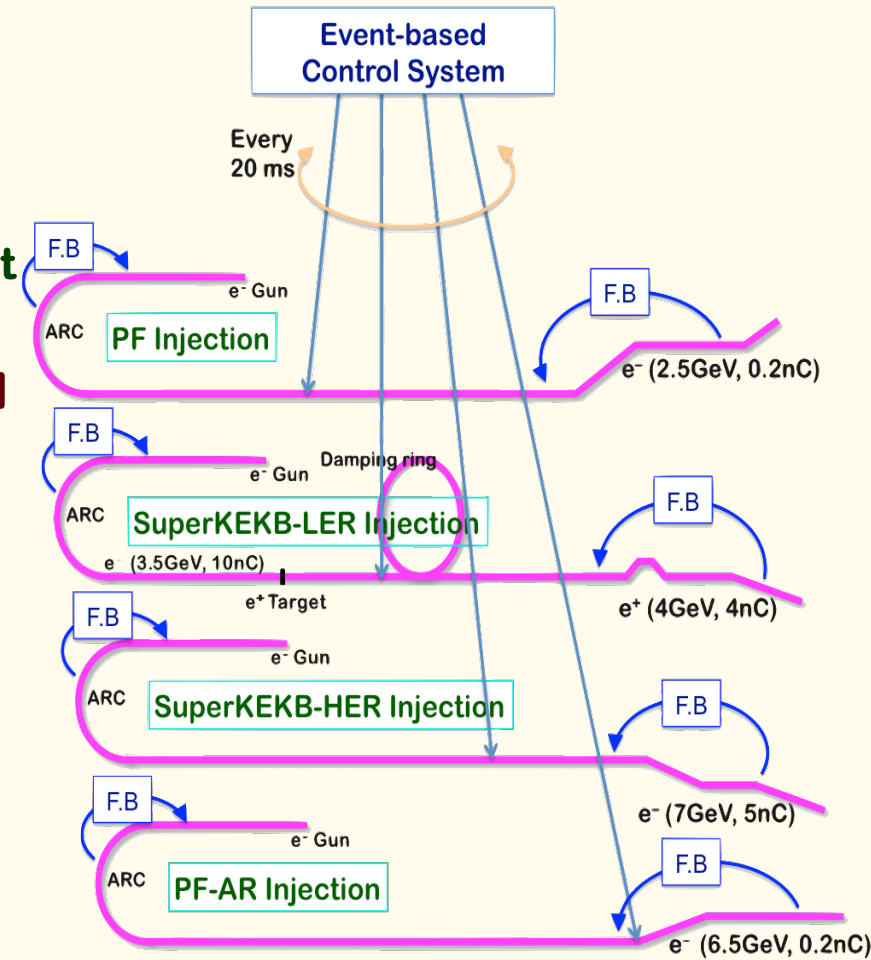 Event-based
Control System
Every
20 ms
F.B
t
e⁻ Gun
ARC
PF Injection
F.B
e⁻ (2.5GeV, 0.2nC)
F.B
e⁻ Gun
Damping ring
ARC
SuperKEKB-LER Injection
F.B
e⁻ (3.5GeV, 10nC)
e⁺ Target
e⁺ (4GeV, 4nC)
F.B
e⁻ Gun
ARC
SuperKEKB-HER Injection
F.B
e⁻ (7GeV, 5nC)
F.B
e⁻ Gun
ARC
PF-AR Injection
F.B
e⁻ (6.5GeV, 0.2nC)